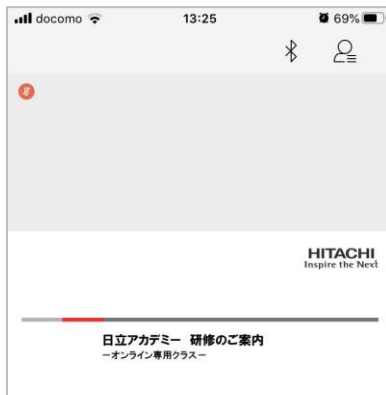 docomo 13:25 69%
HITACHI
Inspire the Next
日立アカデミー 研修のご案内
ーオンライン専用クラスー